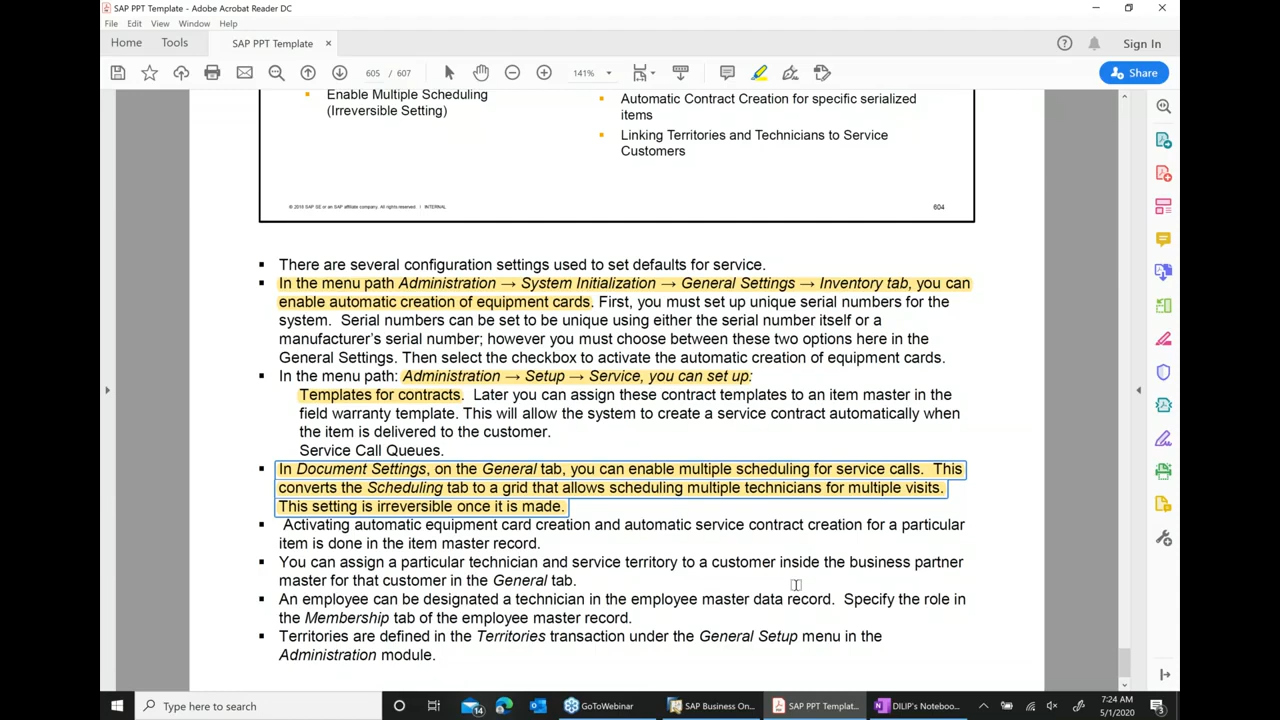 SAP PPT Template - Adobe Acrobat Reader DC
File Edit View Window Help
Home Tools SAP PPT Template × Sign In
605 / 607 141% Share
Enable Multiple Scheduling
(Irreversible Setting)
Automatic Contract Creation for specific serialized
items
Linking Territories and Technicians to Service
Customers
© 2018 SAP SE or an SAP affiliate company. All rights reserved. | INTERNAL 604
There are several configuration settings used to set defaults for service.
In the menu path Administration → System Initialization → General Settings → Inventory tab, you can
enable automatic creation of equipment cards. First, you must set up unique serial numbers for the
system. Serial numbers can be set to be unique using either the serial number itself or a
manufacturer's serial number; however you must choose between these two options here in the
General Settings. Then select the checkbox to activate the automatic creation of equipment cards.
In the menu path: Administration → Setup → Service, you can set up:
Templates for contracts. Later you can assign these contract templates to an item master in the
field warranty template. This will allow the system to create a service contract automatically when
the item is delivered to the customer.
Service Call Queues.
In Document Settings, on the General tab, you can enable multiple scheduling for service calls. This
converts the Scheduling tab to a grid that allows scheduling multiple technicians for multiple visits.
This setting is irreversible once it is made.
Activating automatic equipment card creation and automatic service contract creation for a particular
item is done in the item master record.
You can assign a particular technician and service territory to a customer inside the business partner
master for that customer in the General tab.
An employee can be designated a technician in the employee master data record. Specify the role in
the Membership tab of the employee master record.
Territories are defined in the Territories transaction under the General Setup menu in the
Administration module.
Type here to search 14 GoToWebinar SAP Business On... SAP PPT Templat... DILIP's Notebook... 7:24 AM
5/1/2020 3